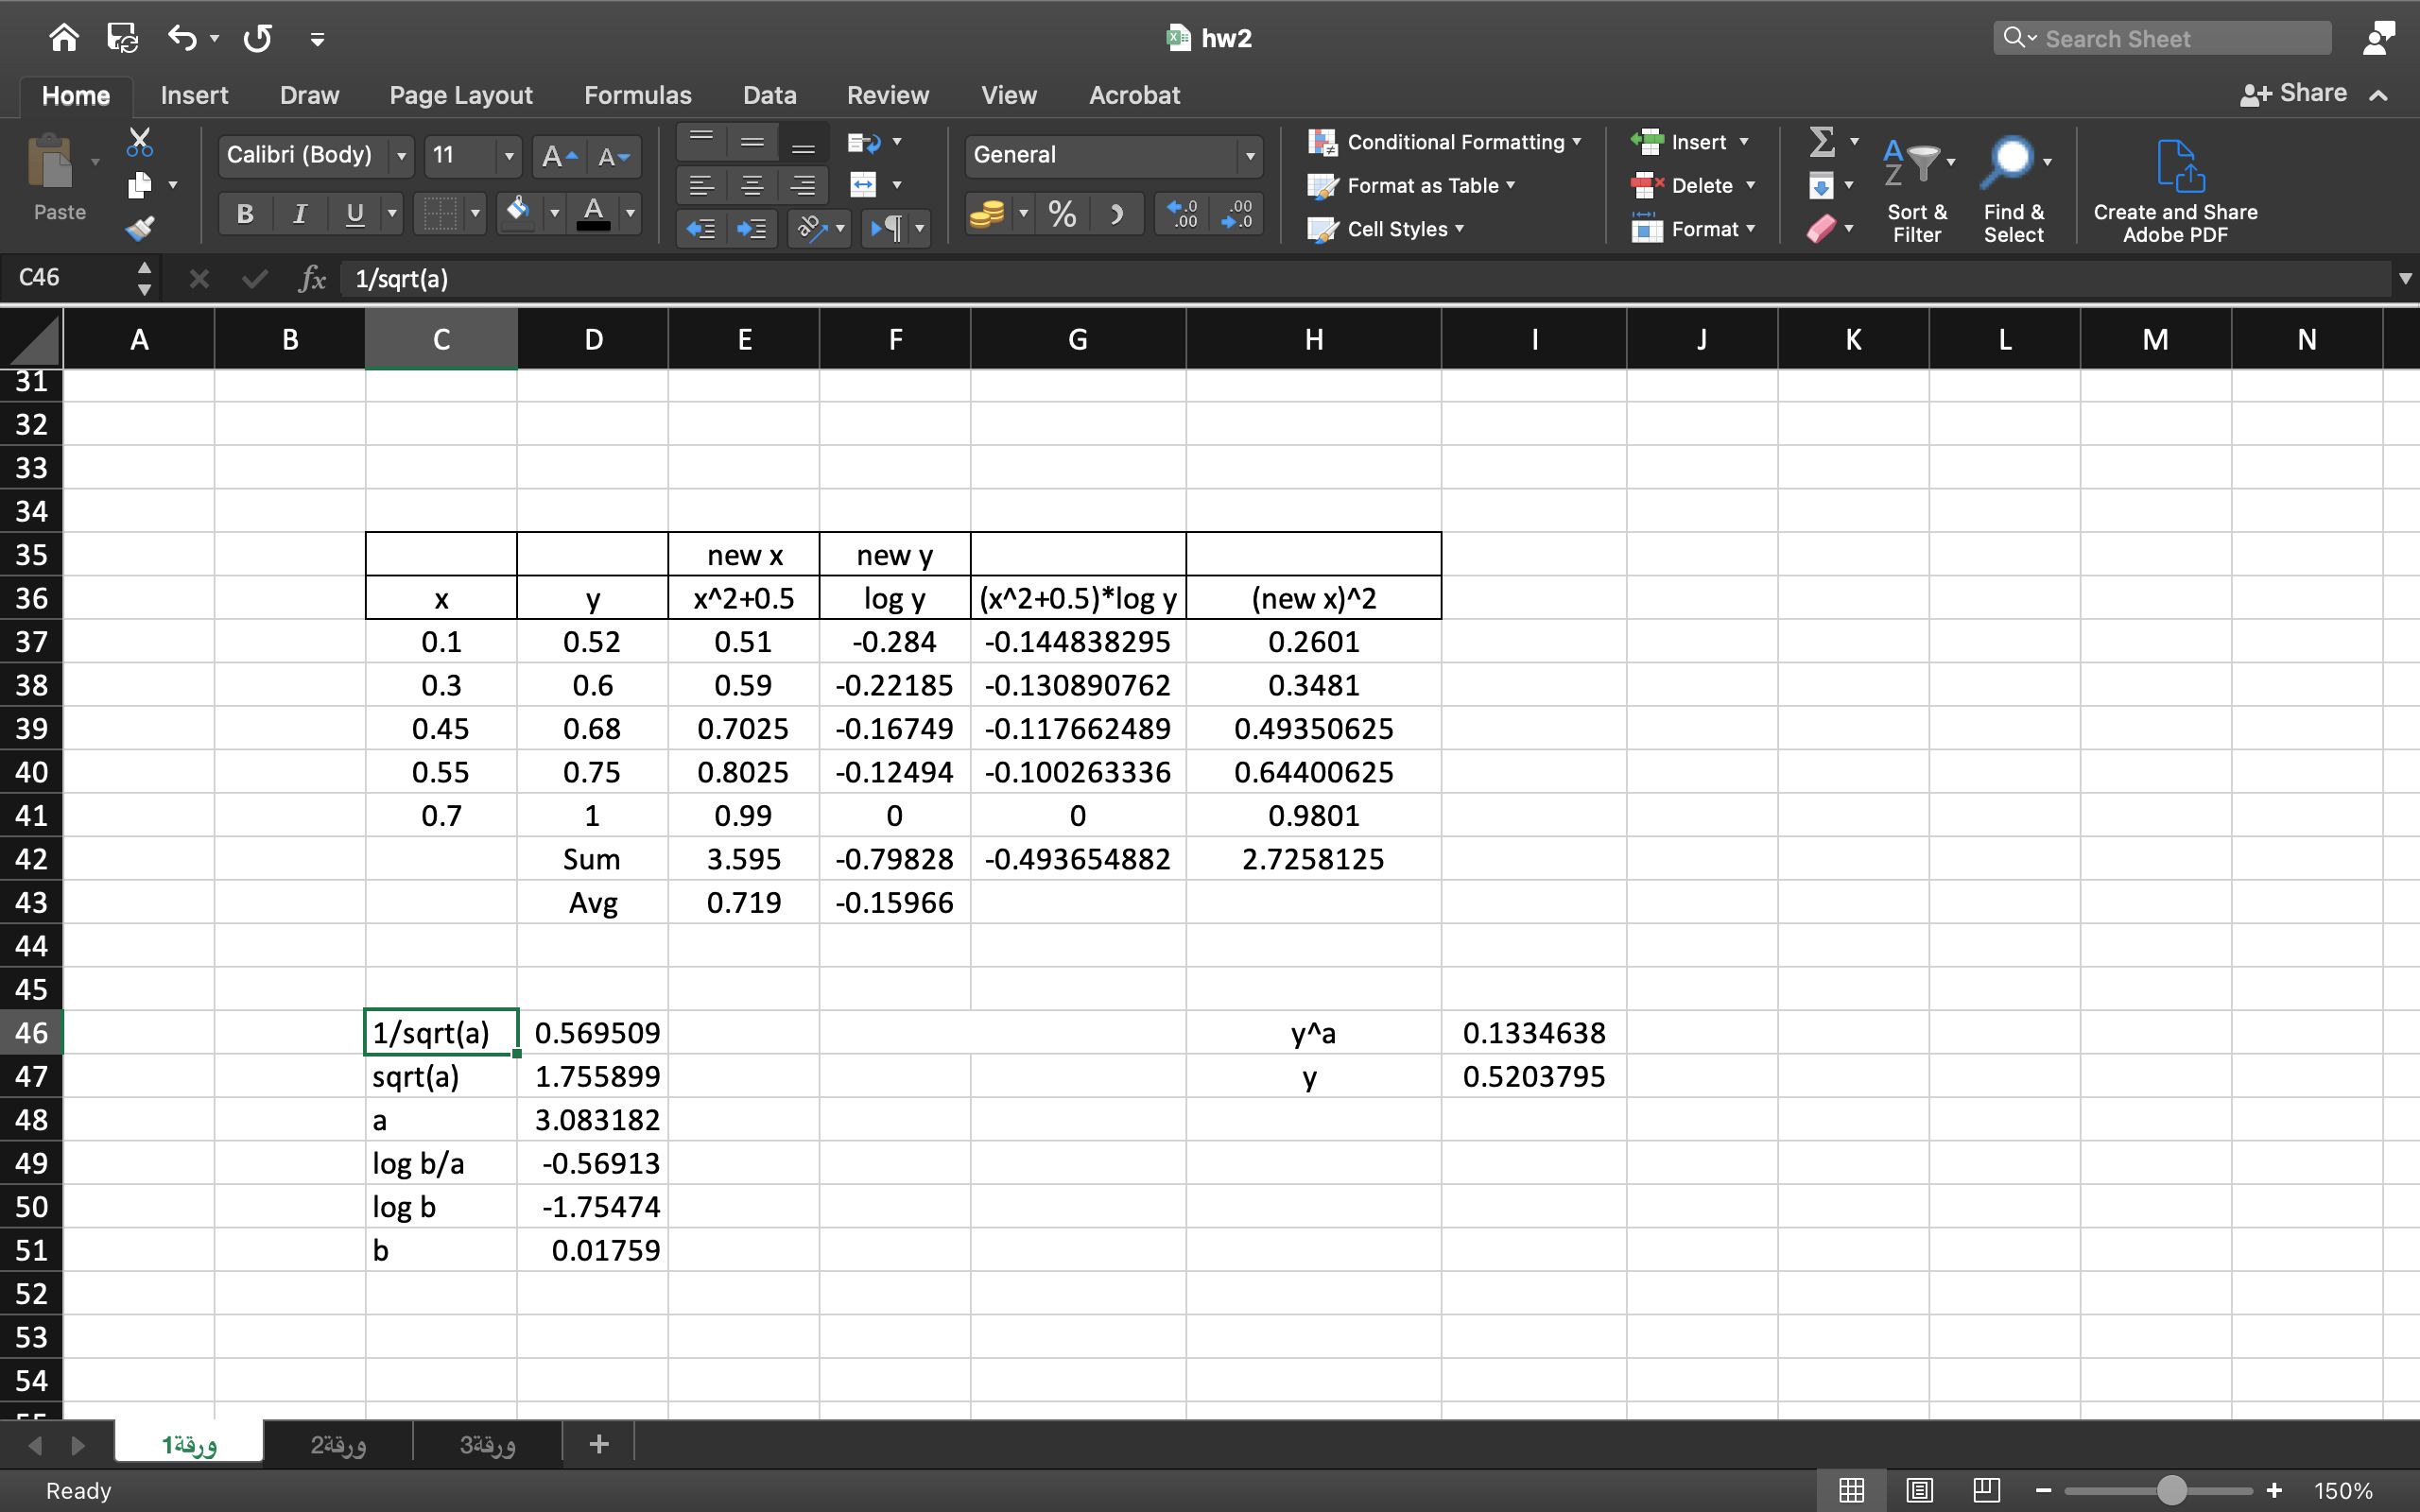 hw2
Search Sheet
Home Insert Draw Page Layout Formulas Data Review View Acrobat Share
Paste
Calibri (Body) 11
B I U A
General
% .0 .00 .00 .0
Conditional Formatting
Format as Table
Cell Styles
Insert
Delete
Format
Sort & Filter
Find & Select
Create and Share Adobe PDF
C46 fx 1/sqrt(a)
A B C D E F G H I J K L M N
31
32
33
34
35 new x new y
36 x y x^2+0.5 log y (x^2+0.5)*log y (new x)^2
37 0.1 0.52 0.51 -0.284 -0.144838295 0.2601
38 0.3 0.6 0.59 -0.22185 -0.130890762 0.3481
39 0.45 0.68 0.7025 -0.16749 -0.117662489 0.49350625
40 0.55 0.75 0.8025 -0.12494 -0.100263336 0.64400625
41 0.7 1 0.99 0 0 0.9801
42 Sum 3.595 -0.79828 -0.493654882 2.7258125
43 Avg 0.719 -0.15966
44
45
46 1/sqrt(a) 0.569509 y^a 0.1334638
47 sqrt(a) 1.755899 y 0.5203795
48 a 3.083182
49 log b/a -0.56913
50 log b -1.75474
51 b 0.01759
52
53
54
55
ورقة1 ورقة2 ورقة3
Ready 150%